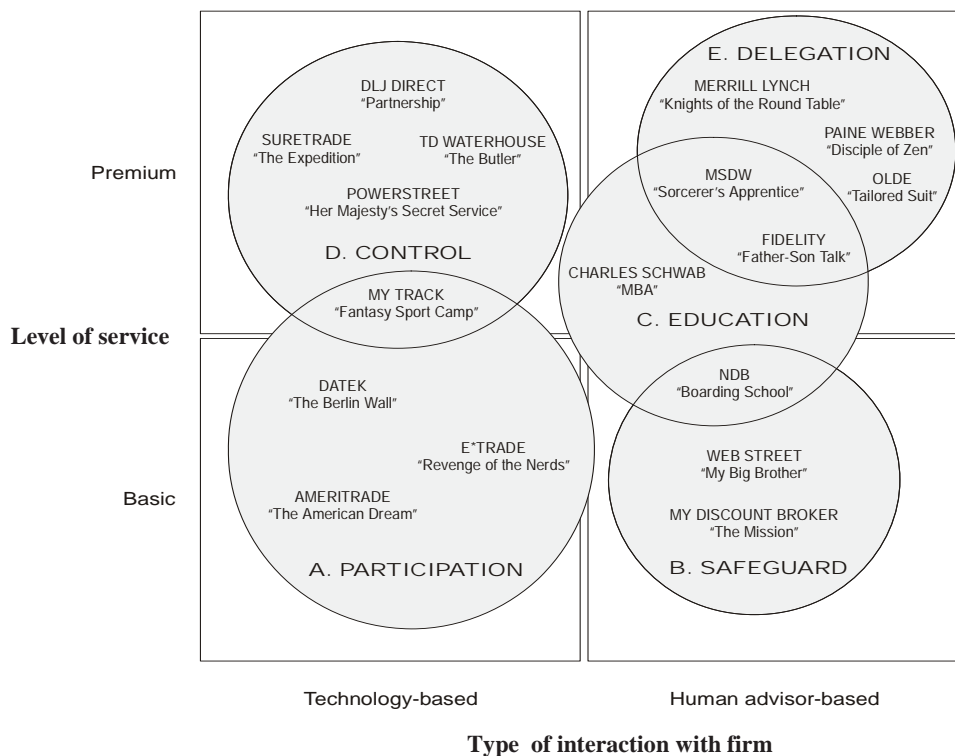 E. DELEGATION
MERRILL LYNCH
"Knights of the Round Table"
PAINE WEBBER
"Disciple of Zen"
OLDE
"Tailored Suit"
MSDW
"Sorcerer's Apprentice"
FIDELITY
"Father-Son Talk"
DLJ DIRECT
"Partnership"
SURETRADE
"The Expedition"
TD WATERHOUSE
"The Butler"
POWERSTREET
"Her Majesty's Secret Service"
D. CONTROL
MY TRACK
"Fantasy Sport Camp"
CHARLES SCHWAB
"MBA"
C. EDUCATION
Premium
Level of service
Basic
DATEK
"The Berlin Wall"
E*TRADE
"Revenge of the Nerds"
AMERITRADE
"The American Dream"
A. PARTICIPATION
NDB
"Boarding School"
WEB STREET
"My Big Brother"
MY DISCOUNT BROKER
"The Mission"
B. SAFEGUARD
Technology-based
Human advisor-based
Type of interaction with firm